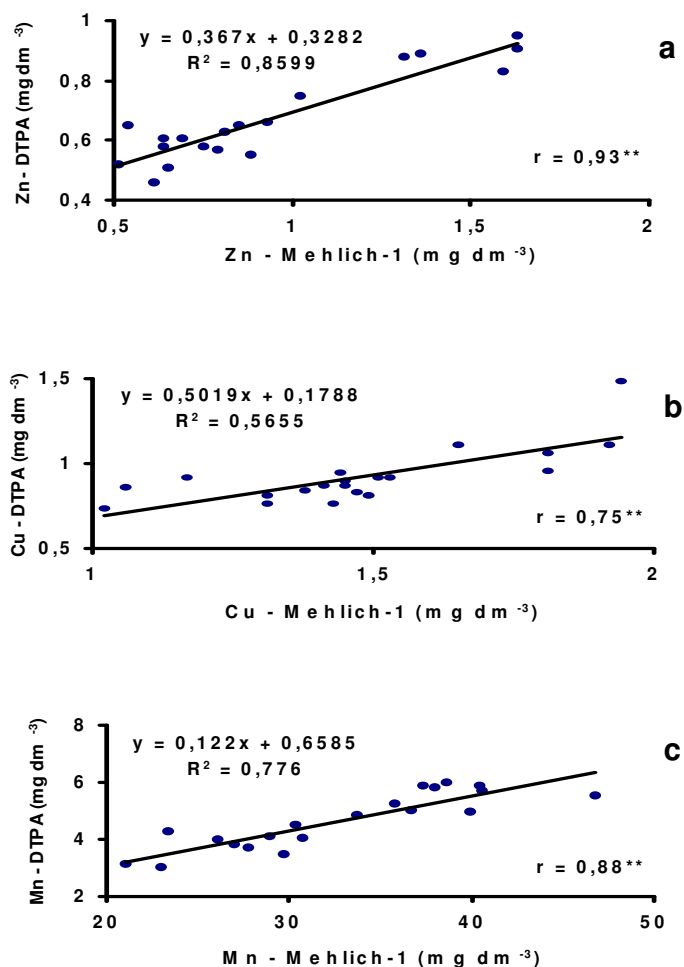 a
y = 0,367x + 0,3282
R² = 0,8599
r = 0,93**
Zn - DTPA (mg dm -3)
1
0,8
0,6
0,4
0,5
1
1,5
2
Zn - Mehlich-1 (mg dm -3)
b
y = 0,5019x + 0,1788
R² = 0,5655
r = 0,75**
Cu - DTPA (mg dm -3)
1,5
1
0,5
1
1,5
2
Cu - Mehlich-1 (mg dm -3)
c
y = 0,122x + 0,6585
R² = 0,776
r = 0,88**
Mn - DTPA (mg dm -3)
8
6
4
2
20
30
40
50
Mn - Mehlich-1 (mg dm -3)